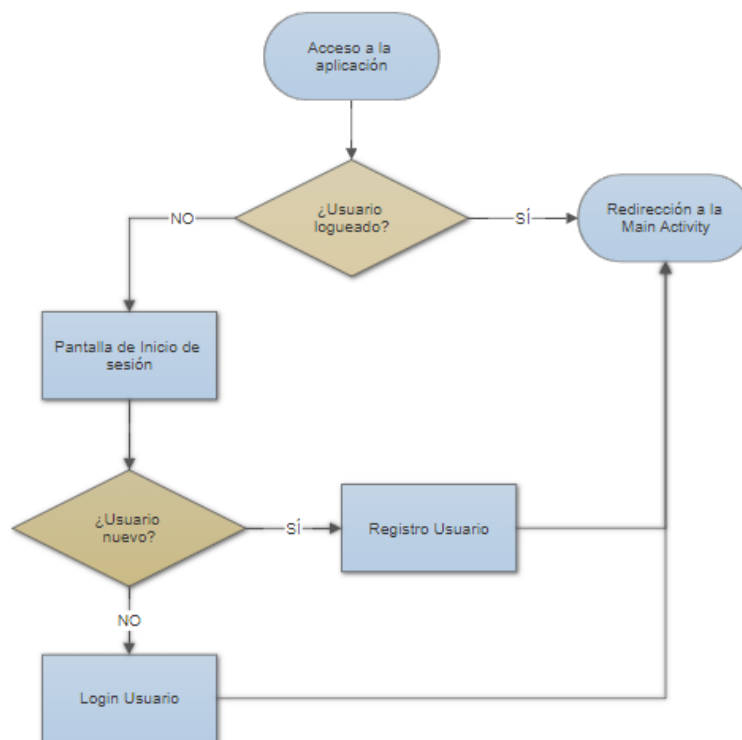 Acceso a la
aplicación
¿Usuario
logueado?
NO
SÍ
Redirección a la
Main Activity
Pantalla de Inicio de
sesión
¿Usuario
nuevo?
SÍ
Registro Usuario
NO
Login Usuario